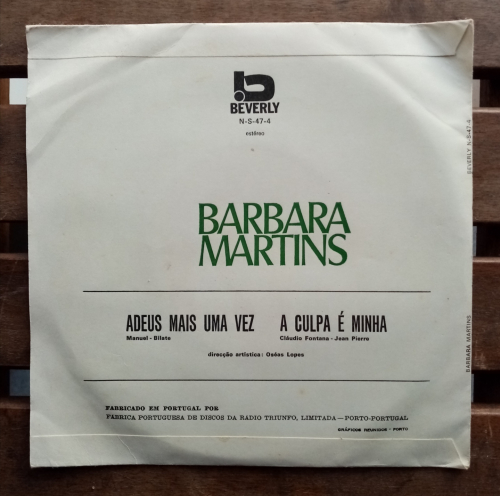 b
BEVERLY
N-S-47-4
estéreo
BARBARA
MARTINS
ADEUS MAIS UMA VEZ
Manuel - Bilete
A CULPA É MINHA
Cláudio Fontana - Jean Pierre
direcção artística: Oséas Lopes
FABRICADO EM PORTUGAL POR
FÁBRICA PORTUGUESA DE DISCOS DA RADIO TRIUNFO, LIMITADA — PORTO-PORTUGAL
GRÁFICOS REUNIDOS - PORTO
BEVERLY N-S-47-4
BARBARA MARTINS